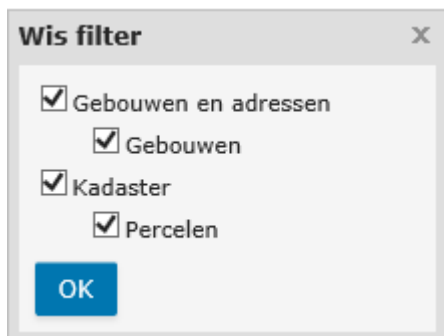 Wis filter x
Gebouwen en adressen
Gebouwen
Kadaster
Percelen
OK